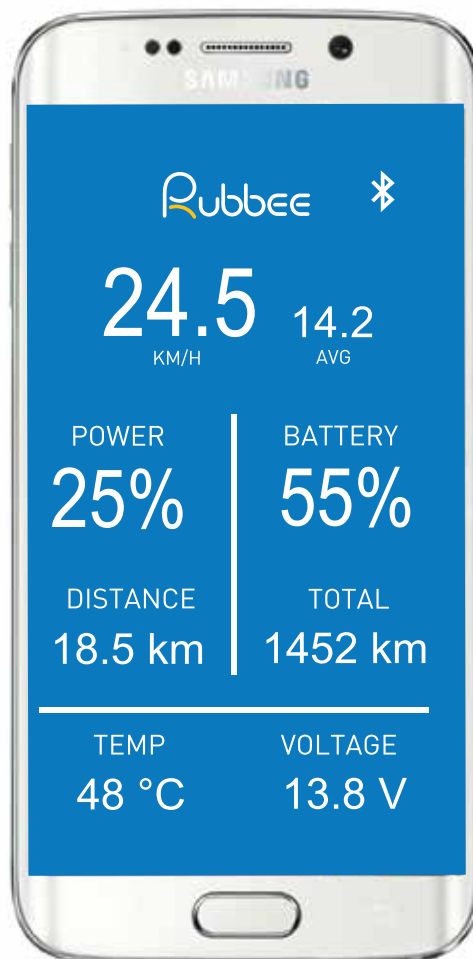 SAMSUNG
Rubbee
24.5 14.2
KM/H AVG
POWER BATTERY
25% 55%
DISTANCE TOTAL
18.5 km 1452 km
TEMP VOLTAGE
48 °C 13.8 V